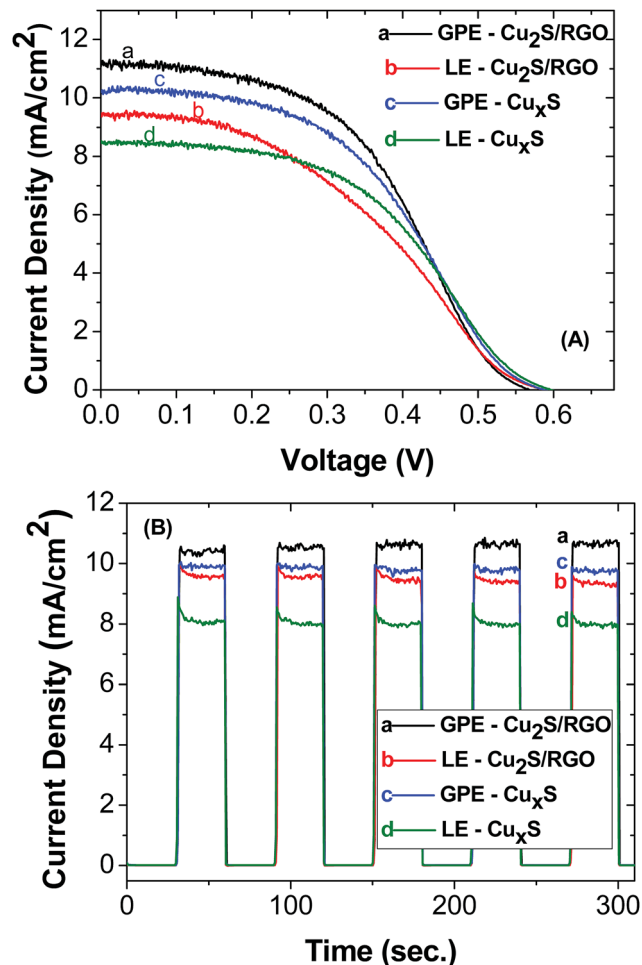 12
10
8
6
4
2
0
Current Density (mA/cm²)
a GPE - Cu₂S/RGO
b LE - Cu₂S/RGO
c GPE - CuₓS
d LE - CuₓS
a
c
b
d
(A)
0.0 0.1 0.2 0.3 0.4 0.5 0.6
Voltage (V)
12
10
8
6
4
2
0
Current Density (mA/cm²)
(B)
a
c
b
d
a GPE - Cu₂S/RGO
b LE - Cu₂S/RGO
c GPE - CuₓS
d LE - CuₓS
0 100 200 300
Time (sec.)